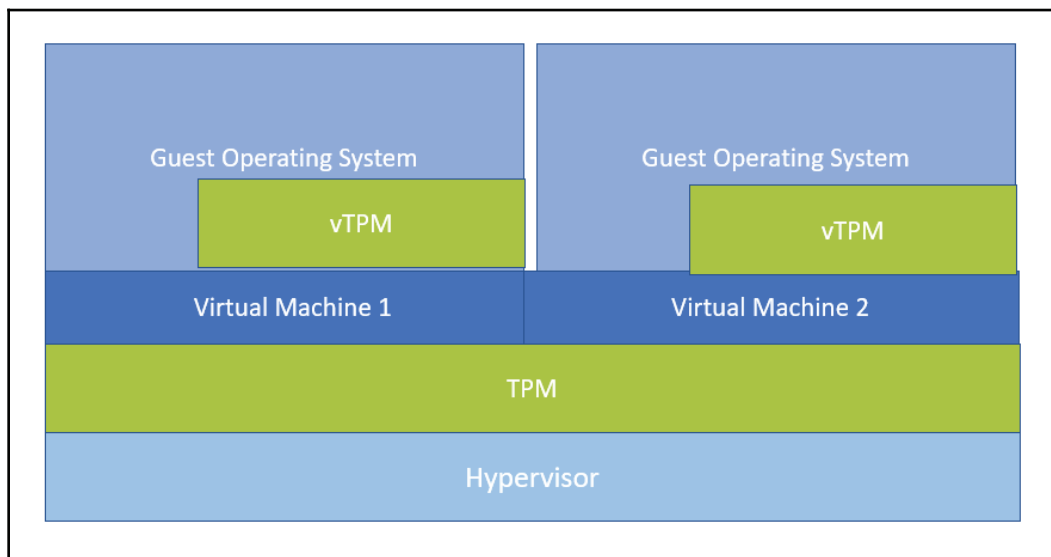 Guest Operating System
Guest Operating System
vTPM
vTPM
Virtual Machine 1
Virtual Machine 2
TPM
Hypervisor